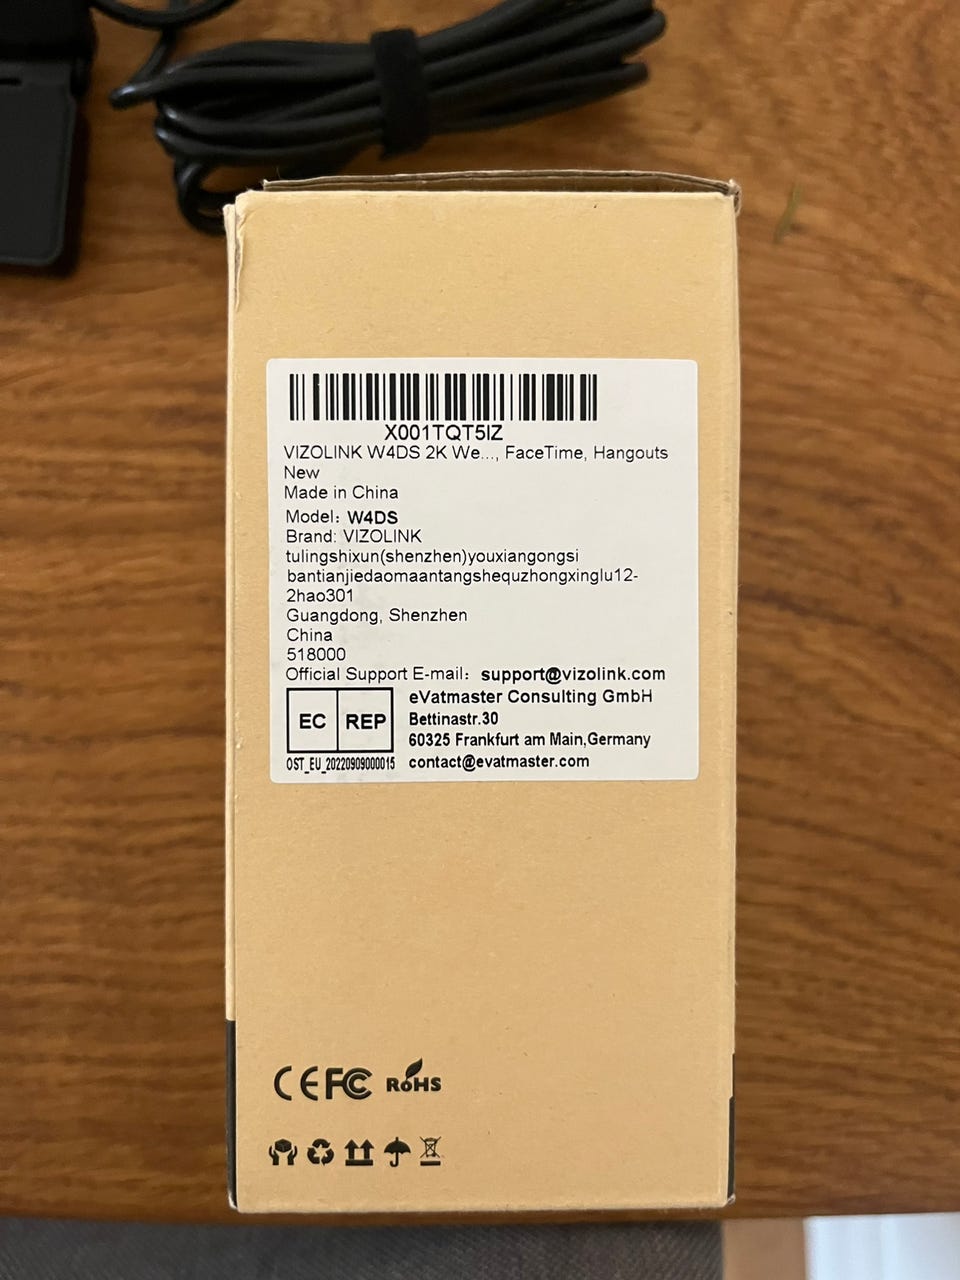 X001TQT5IZ
VIZOLINK W4DS 2K We..., FaceTime, Hangouts
New
Made in China
Model: W4DS
Brand: VIZOLINK
tulingshixun(shenzhen)youxiangongsi
bantianjiedaomaantangshequzhongxinglu12-
2hao301
Guangdong, Shenzhen
China
518000
Official Support E-mail: support@vizolink.com
EC REP
eVatmaster Consulting GmbH
Bettinastr.30
60325 Frankfurt am Main,Germany
OST_EU_20220909000015
contact@evatmaster.com
CE FC RoHS